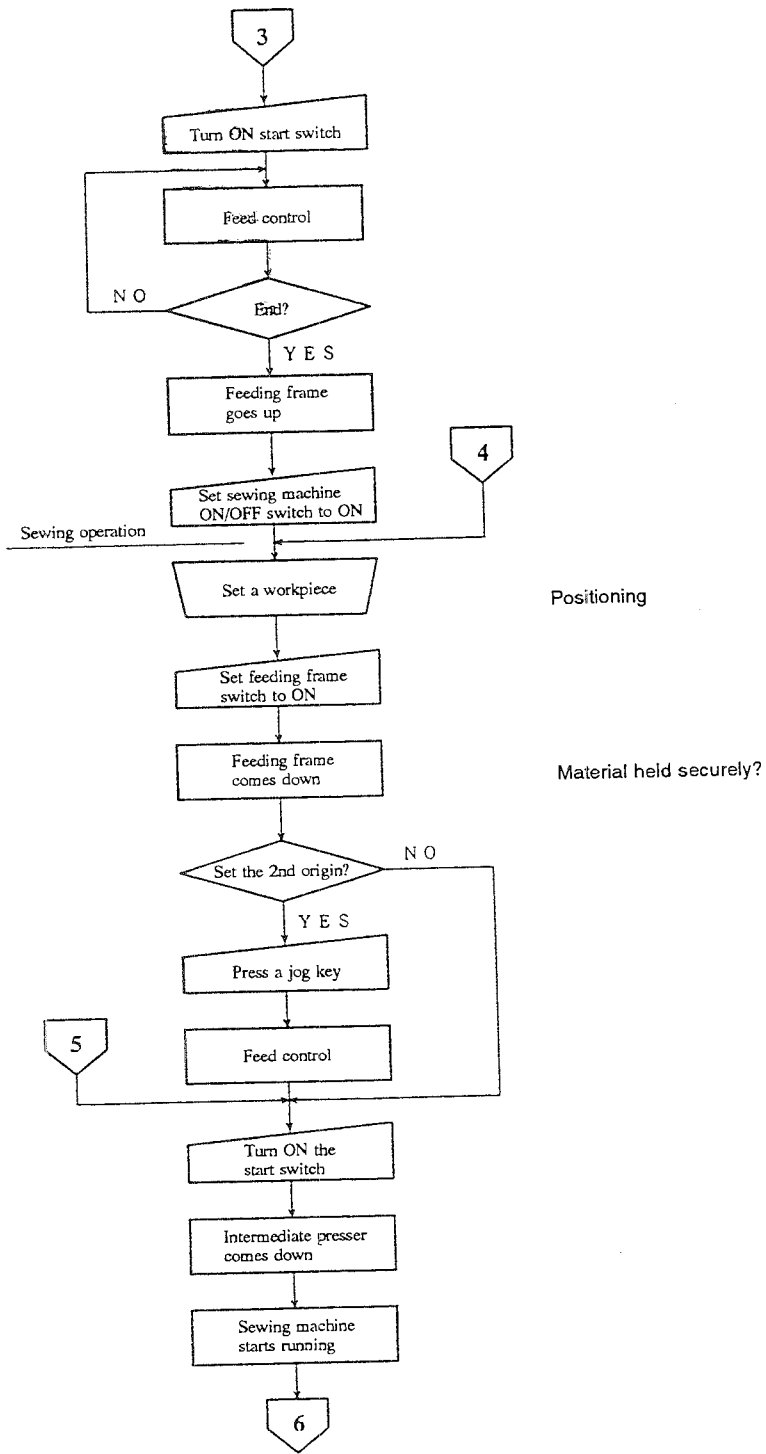 3
Turn ON start switch
Feed control
End?
NO
YES
Feeding frame
goes up
4
Set sewing machine
ON/OFF switch to ON
Sewing operation
Set a workpiece
Positioning
Set feeding frame
switch to ON
Feeding frame
comes down
Material held securely?
Set the 2nd origin?
NO
YES
Press a jog key
5
Feed control
Turn ON the
start switch
Intermediate presser
comes down
Sewing machine
starts running
6